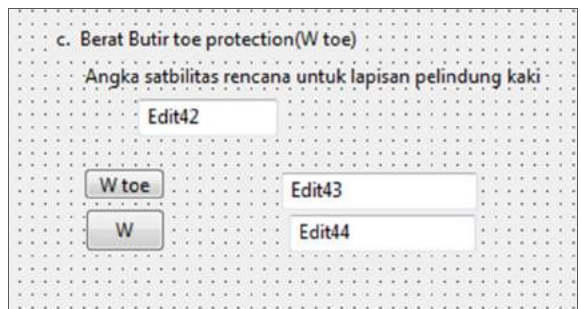 c. Berat Butir toe protection(W toe)
Angka satbilitas rencana untuk lapisan pelindung kaki
Edit42
W toe Edit43
W Edit44